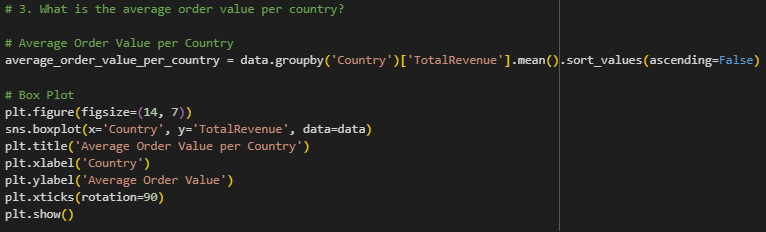 # 3. What is the average order value per country?
# Average Order Value per Country
average_order_value_per_country = data.groupby('Country')['TotalRevenue'].mean().sort_values(ascending=False)
# Box Plot
plt.figure(figsize=(14, 7))
sns.boxplot(x='Country', y='TotalRevenue', data=data)
plt.title('Average Order Value per Country')
plt.xlabel('Country')
plt.ylabel('Average Order Value')
plt.xticks(rotation=90)
plt.show()